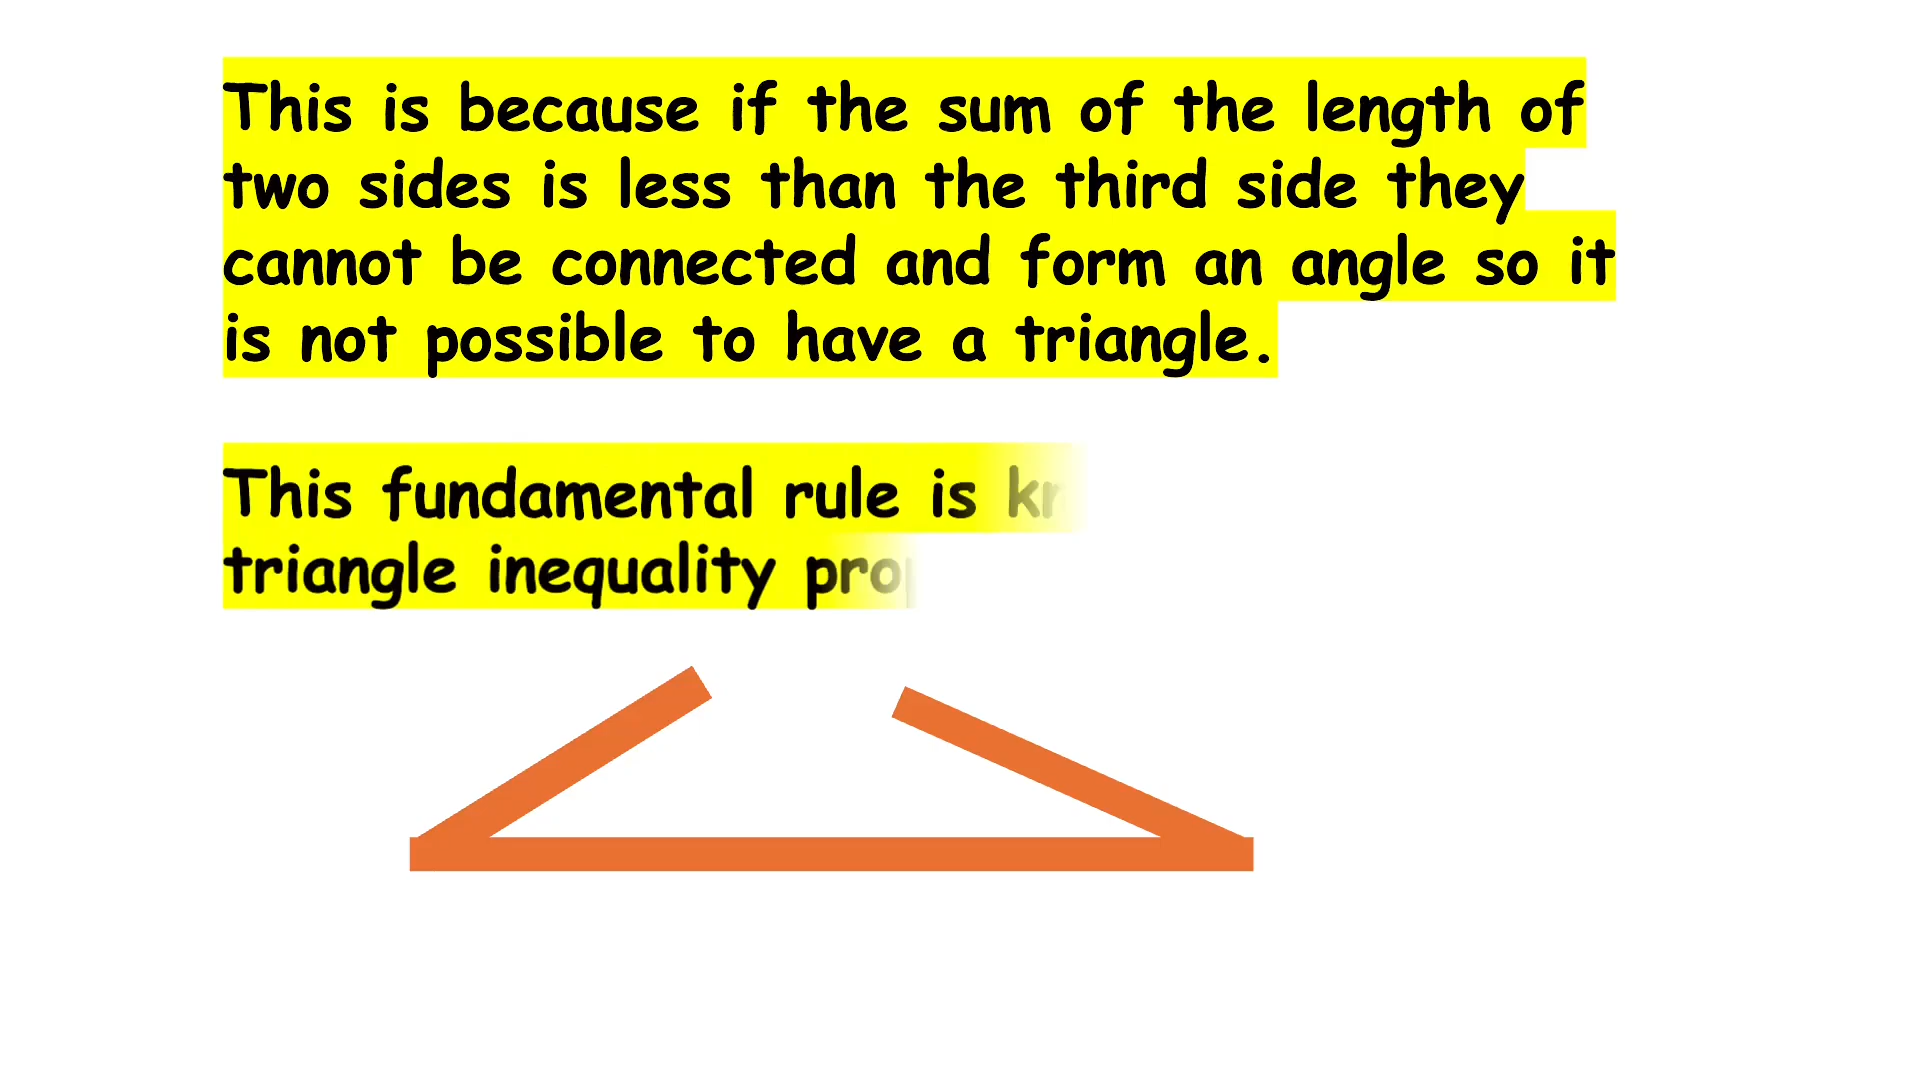 This is because if the sum of the length of
two sides is less than the third side they
cannot be connected and form an angle so it
is not possible to have a triangle.
This fundamental rule is
triangle inequality